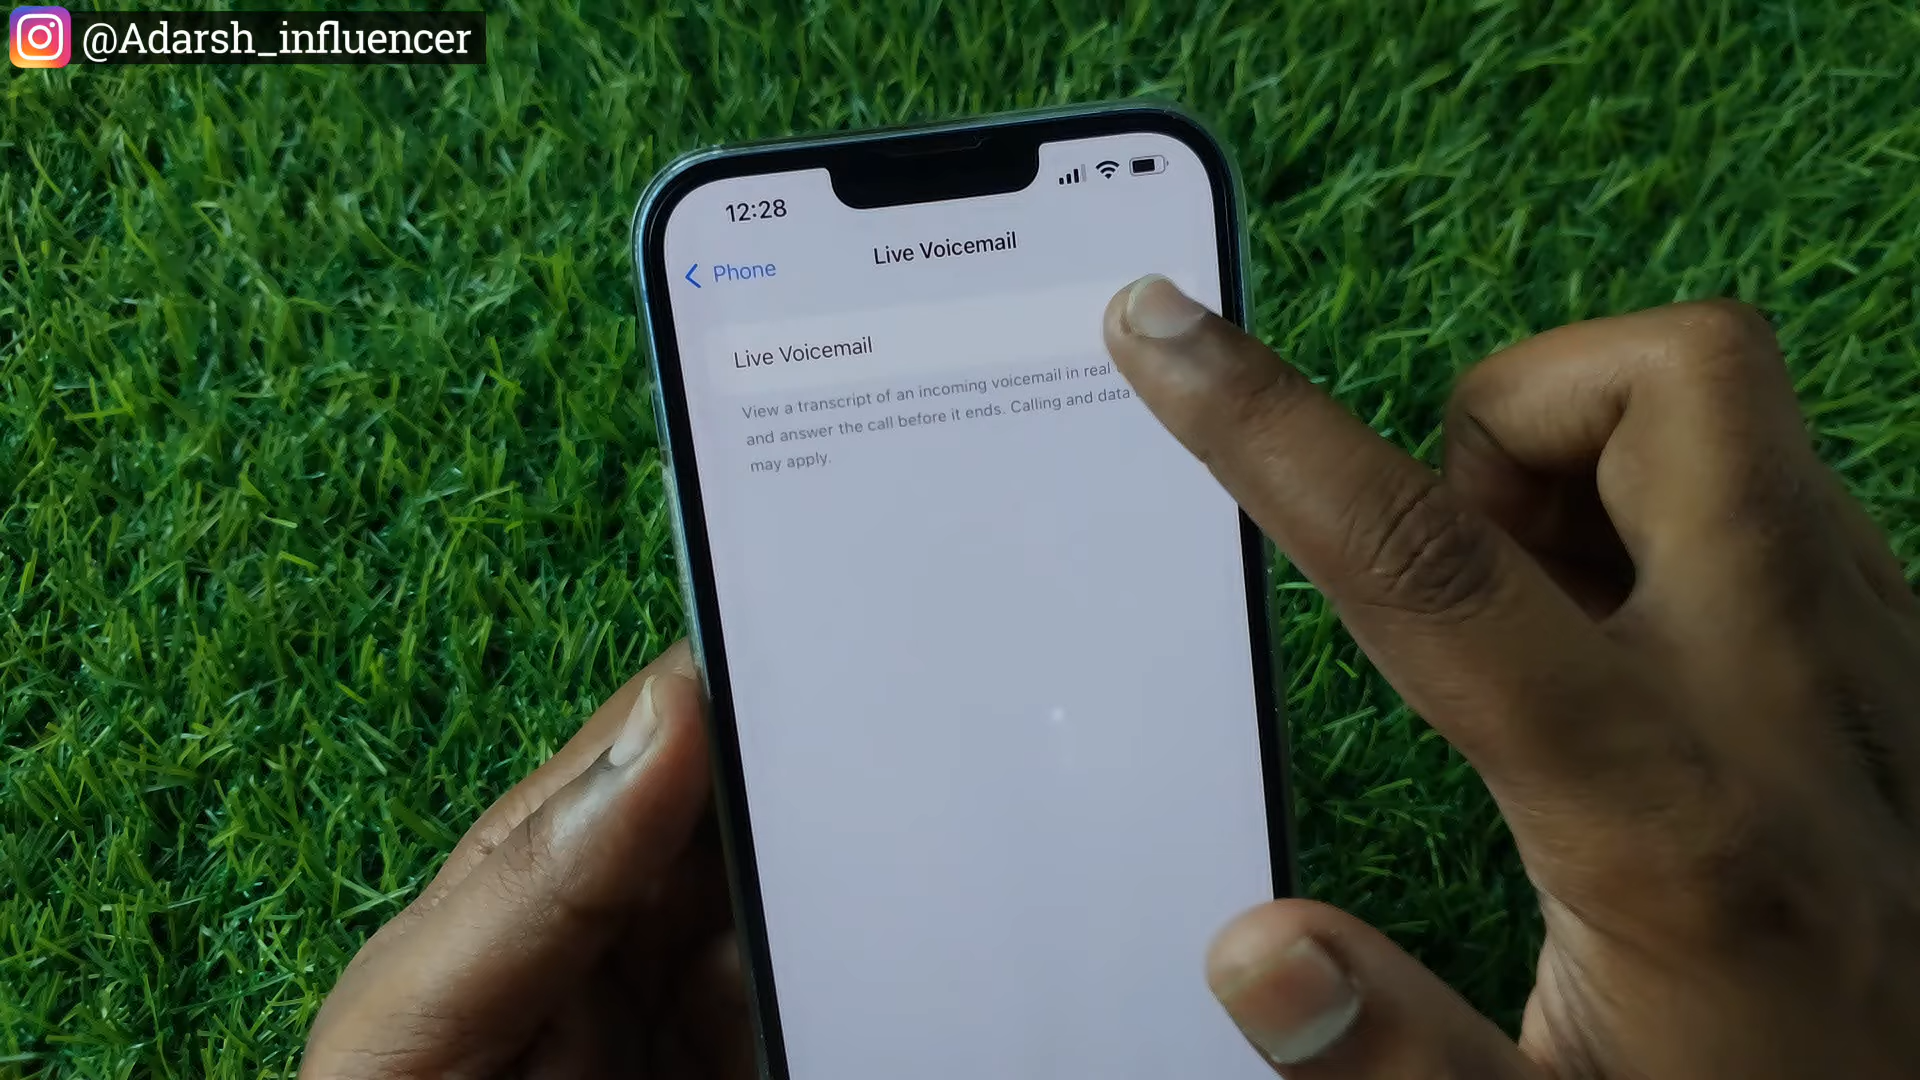 @Adarsh_influencer
12:28
Phone
Live Voicemail
Live Voicemail
View a transcript of an incoming voicemail in real
and answer the call before it ends. Calling and data
may apply.